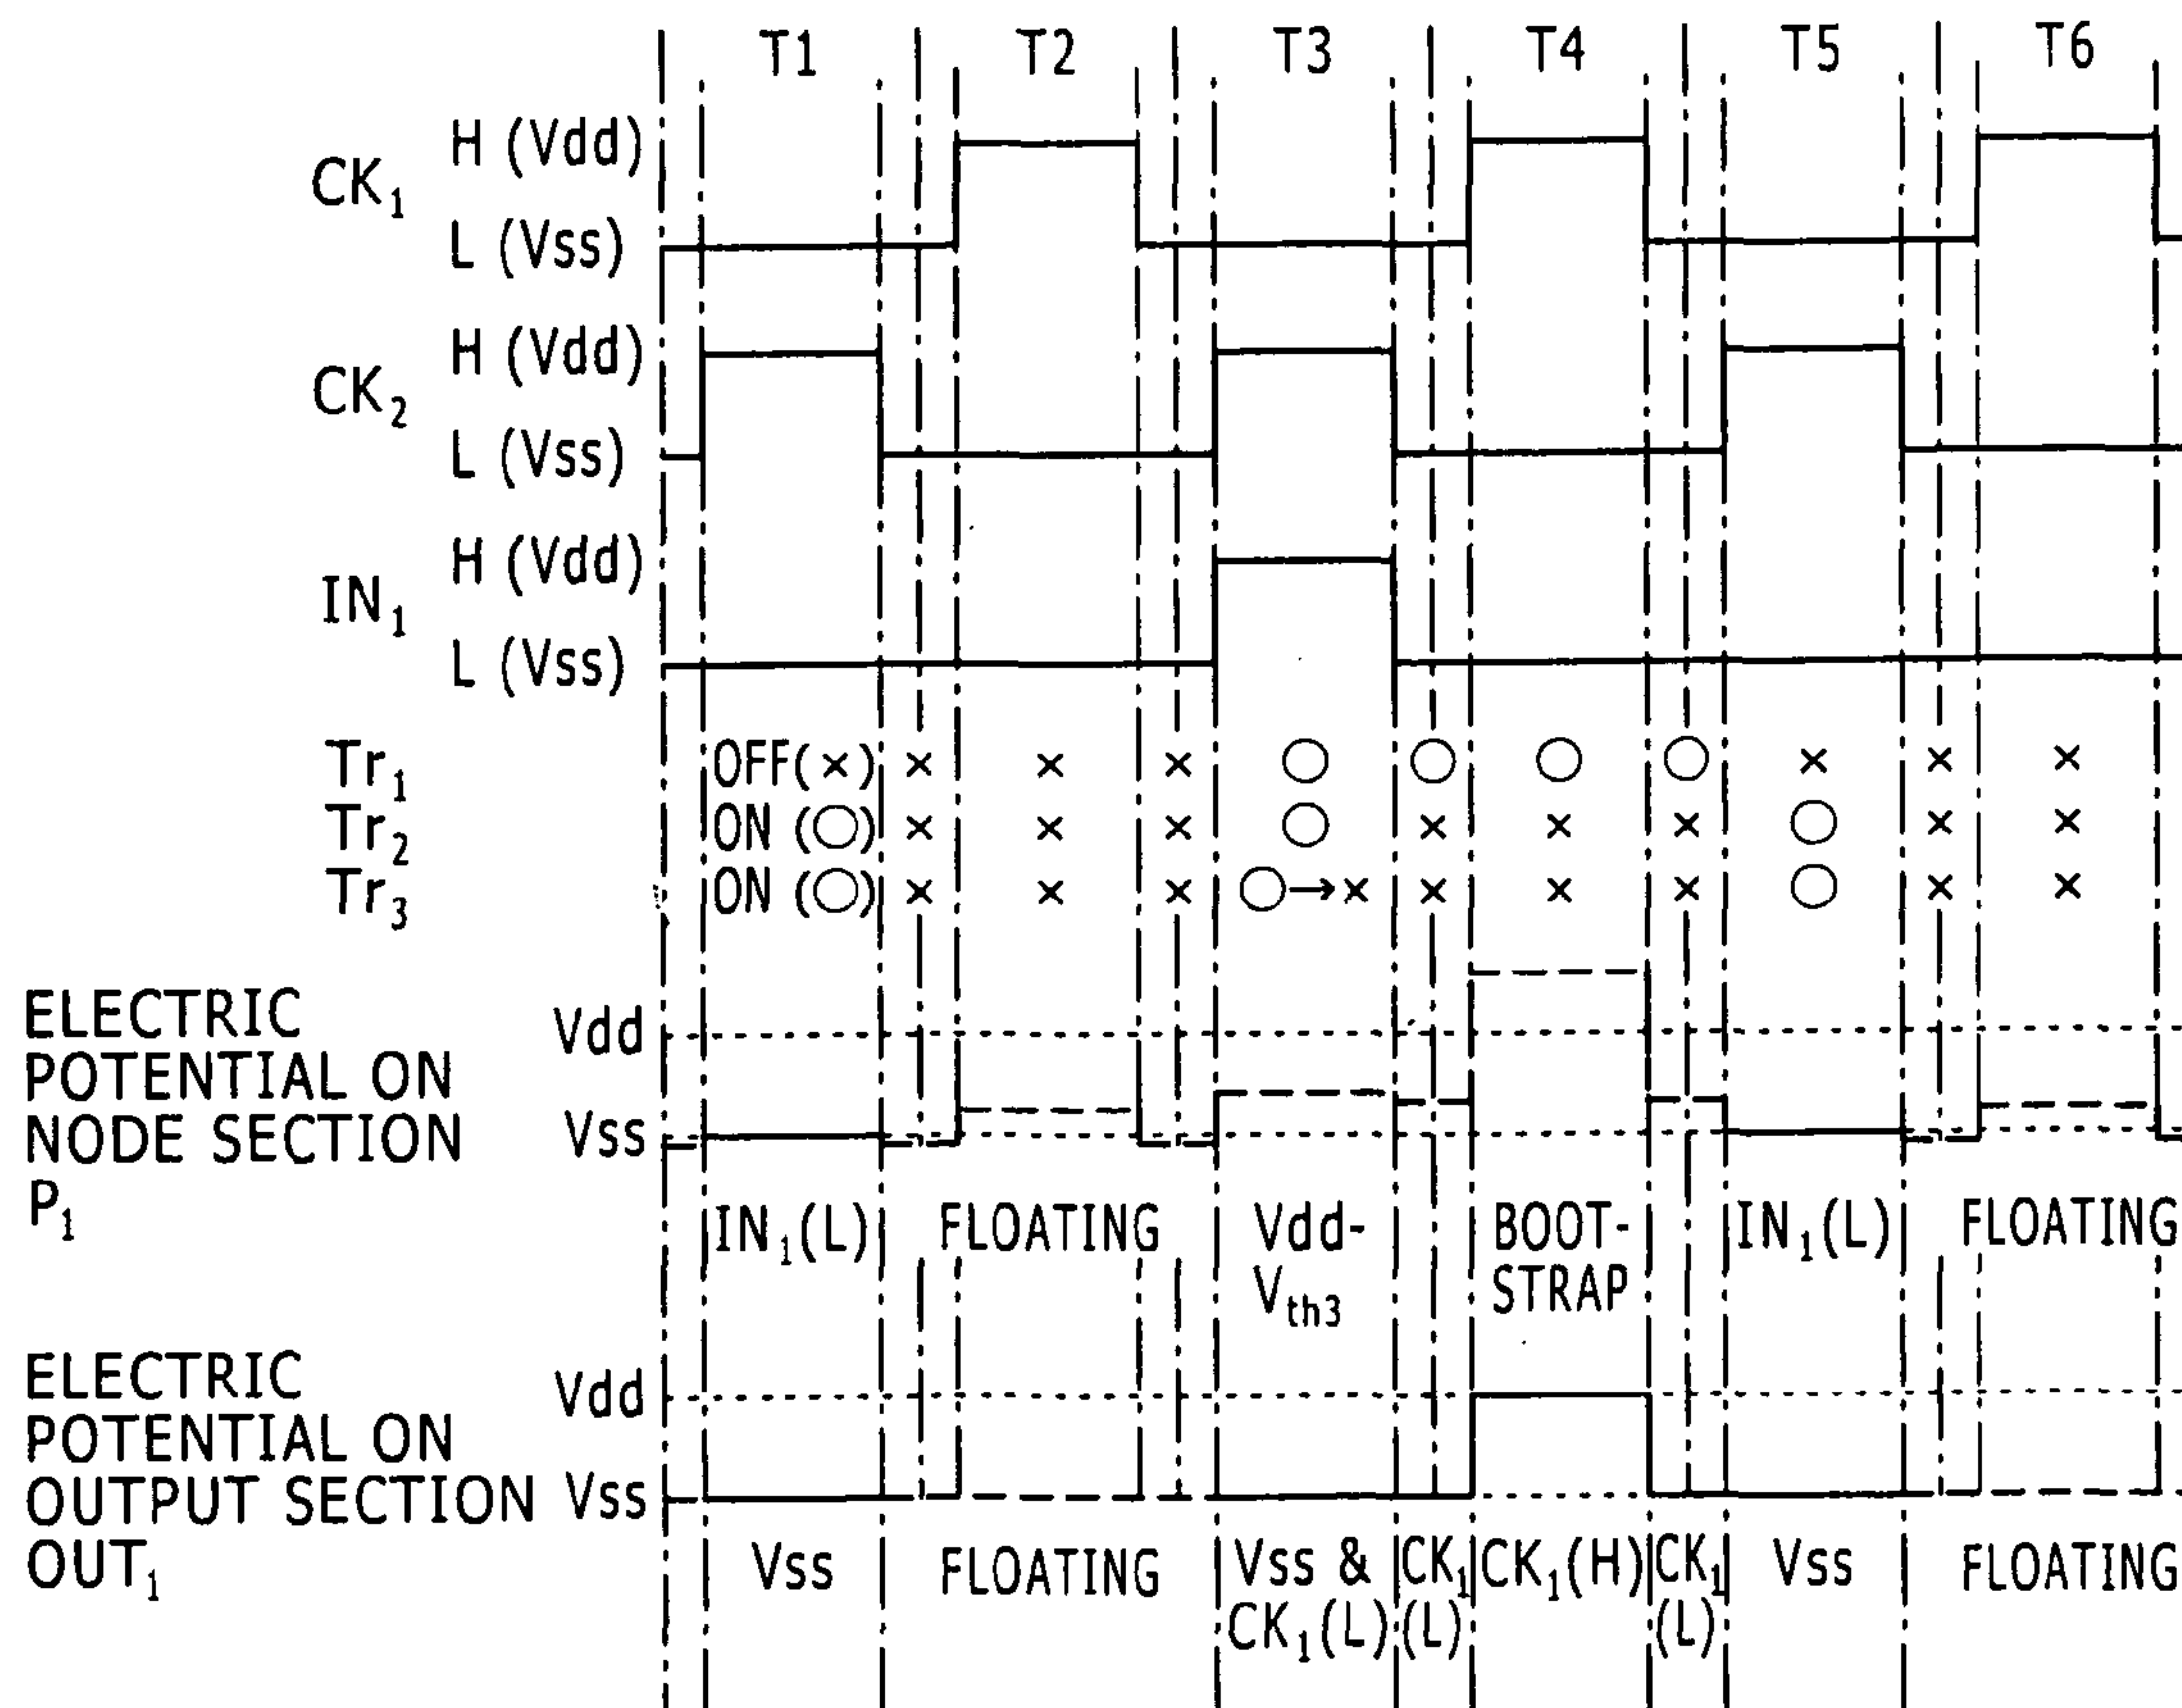 T1 T2 T3 T4 T5 T6
H (Vdd)
CK₁
L (Vss)
H (Vdd)
CK₂
L (Vss)
H (Vdd)
IN₁
L (Vss)
Tr₁ OFF(×) × × × ○ ○ ○ ○ × × ×
Tr₂ ON (○) × × × ○ × × × ○ × ×
Tr₃ ON (○) × × × ○→× × × × ○ × ×
ELECTRIC
POTENTIAL ON
NODE SECTION
P₁
Vdd
Vss
IN₁(L) FLOATING Vdd- BOOT- IN₁(L) FLOATING
Vth3 STRAP
ELECTRIC
POTENTIAL ON
OUTPUT SECTION
OUT₁
Vdd
Vss
Vss FLOATING Vss & CK₁ CK₁(H) CK₁ Vss FLOATING
CK₁(L) (L) (L)